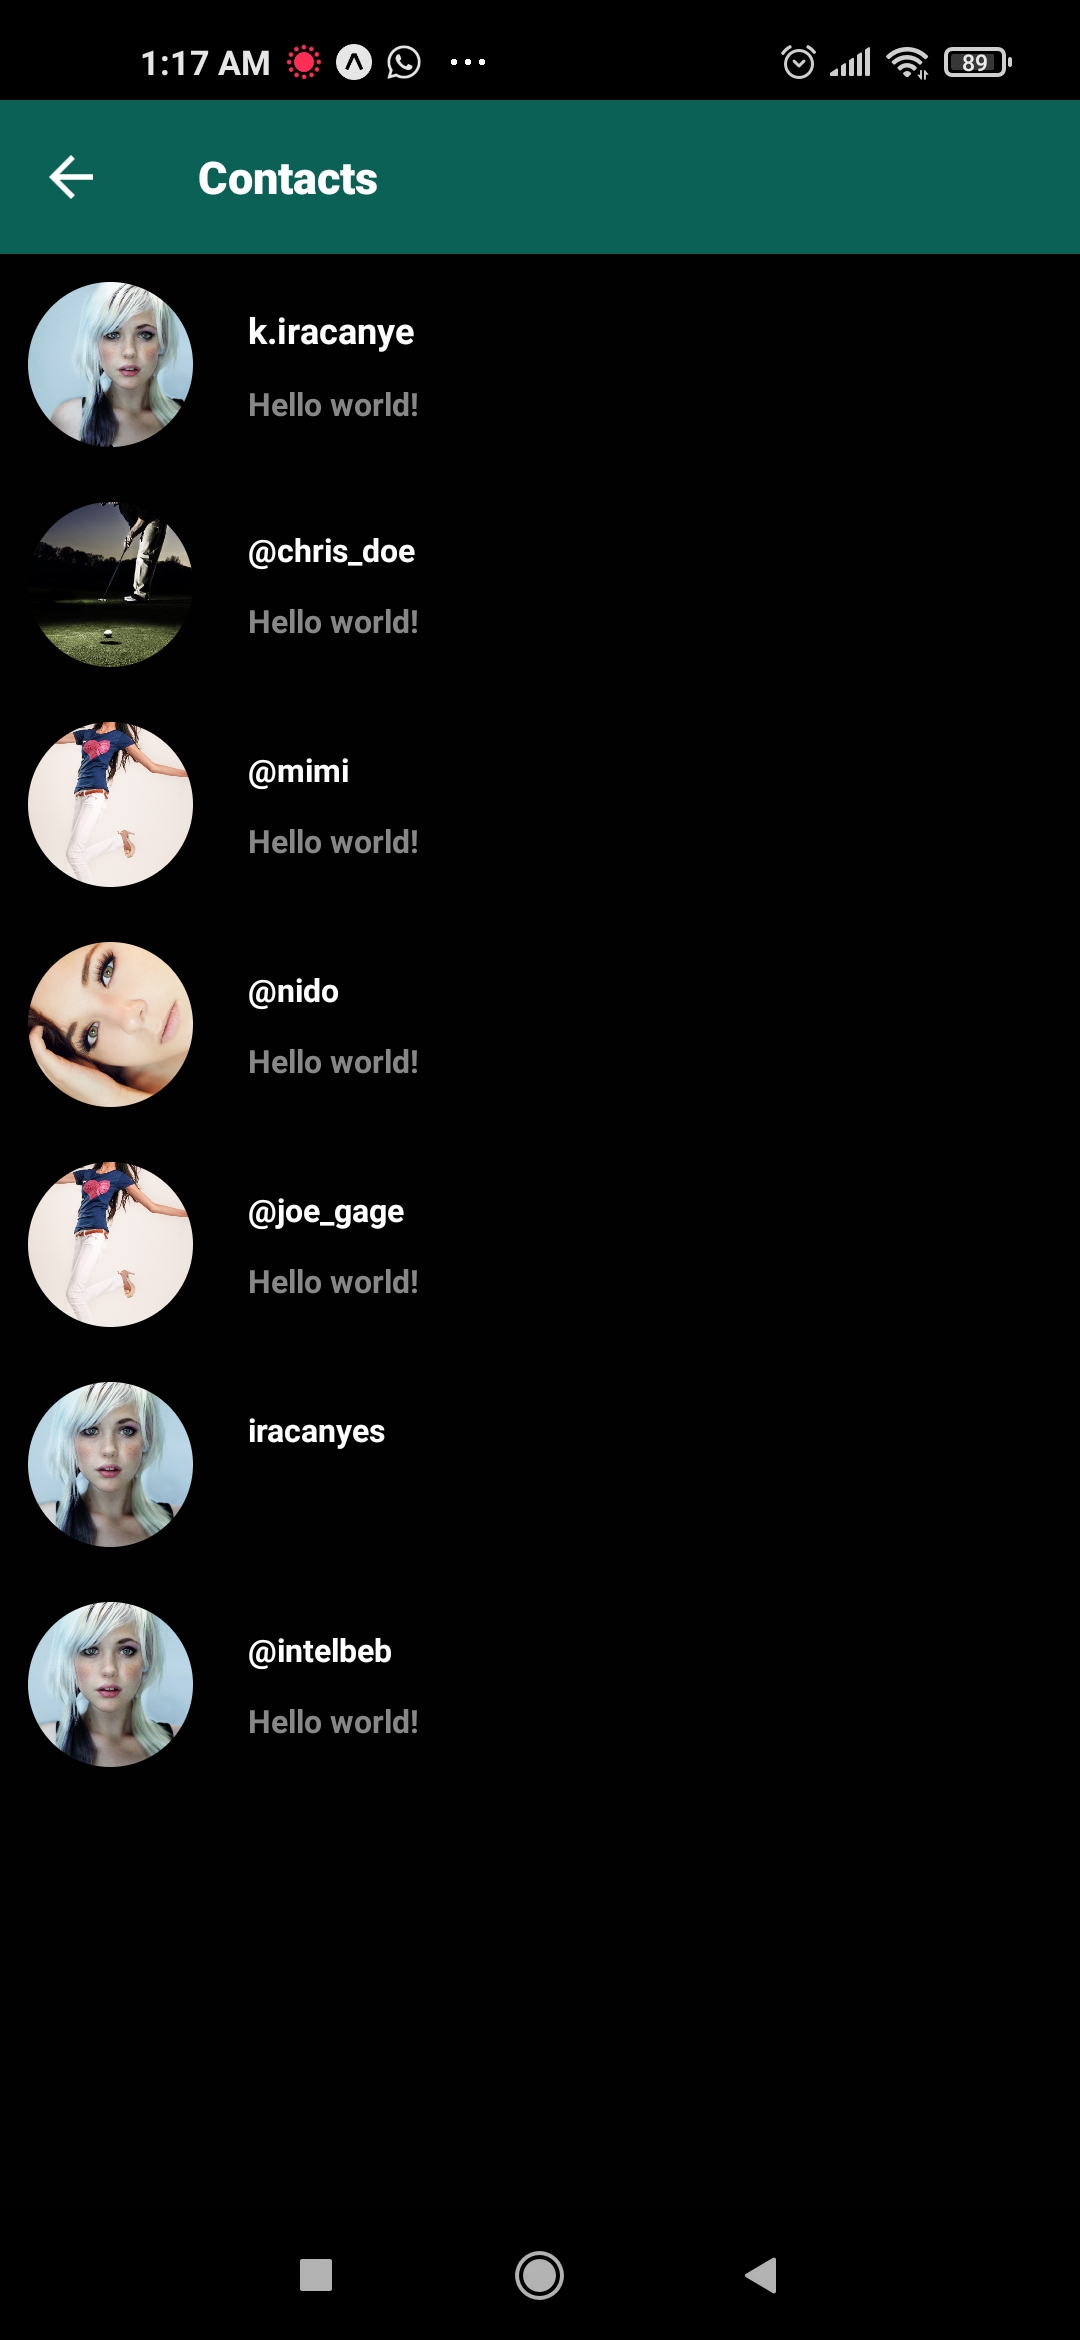 1:17 AM
89
Contacts
k.iracanye
Hello world!
@chris_doe
Hello world!
@mimi
Hello world!
@nido
Hello world!
@joe_gage
Hello world!
iracanyes
@intelbeb
Hello world!